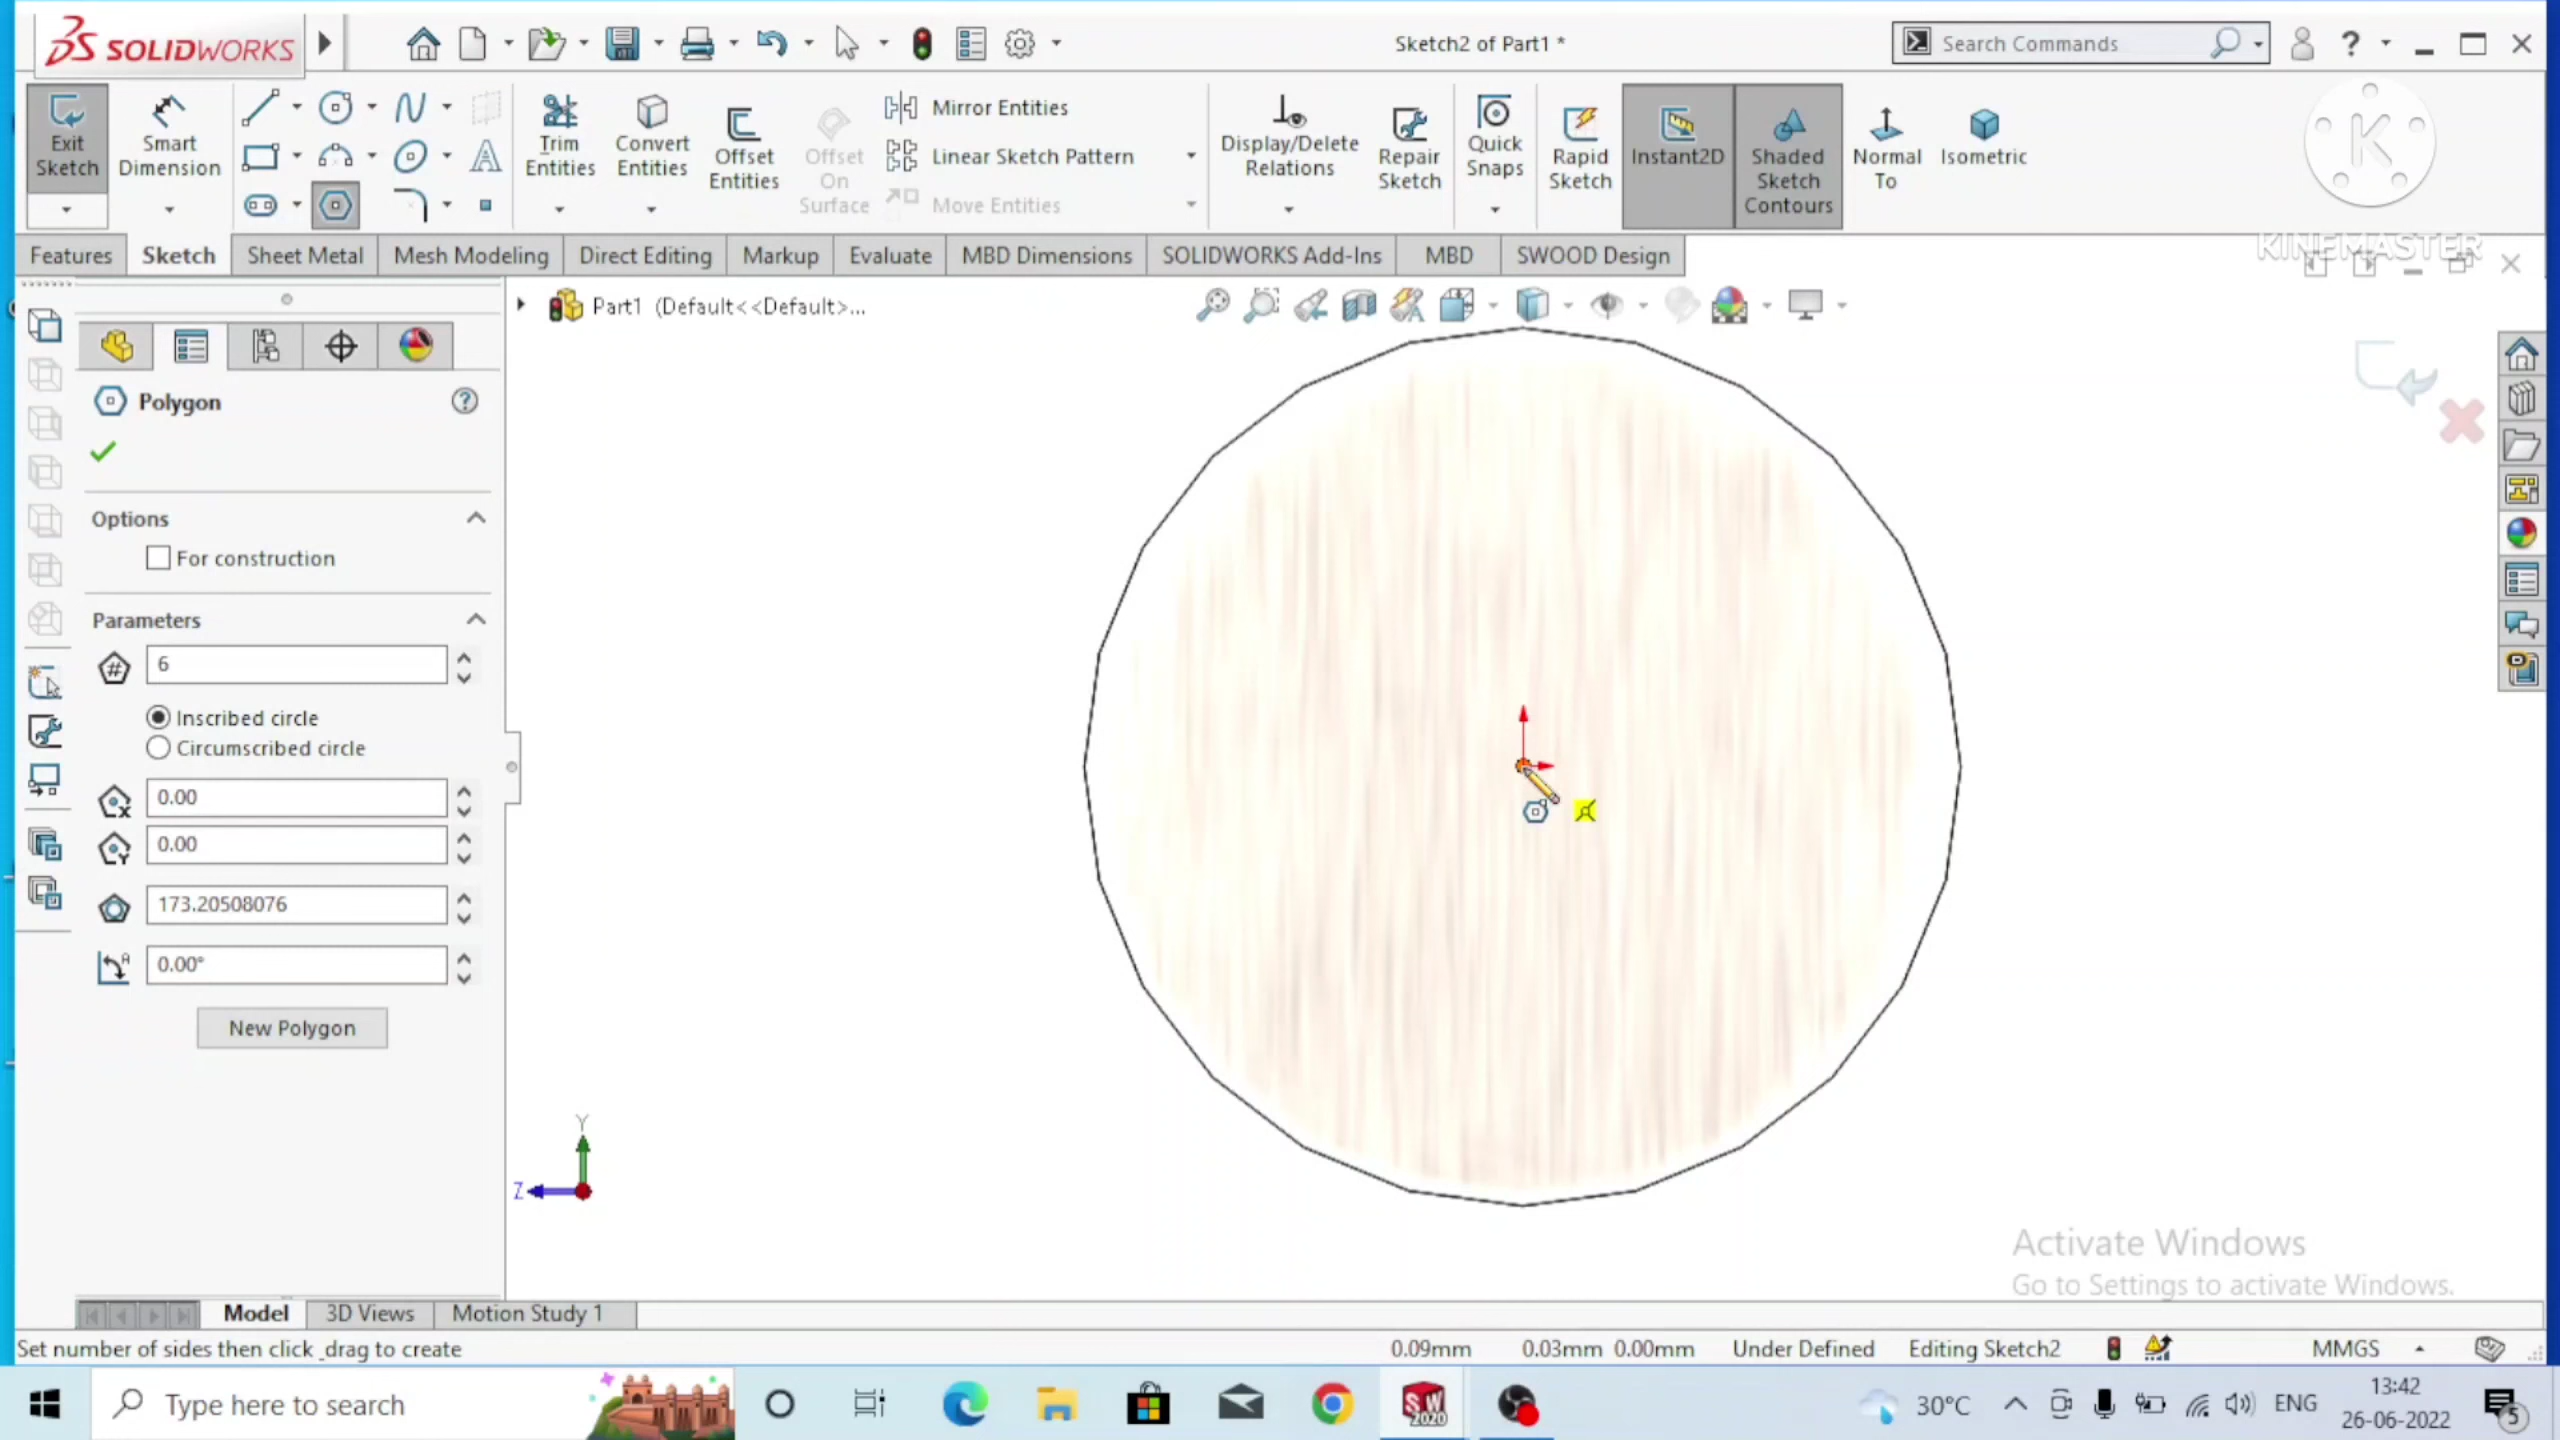 SOLIDWORKS
Sketch2 of Part1 *
Search Commands
Exit Sketch
Smart Dimension
Trim Entities
Convert Entities
Offset Entities
Offset On Surface
Mirror Entities
Linear Sketch Pattern
Move Entities
Display/Delete Relations
Repair Sketch
Quick Snaps
Rapid Sketch
Instant2D
Shaded Sketch Contours
Normal To
Isometric
K
KINEMASTER
Features
Sketch
Sheet Metal
Mesh Modeling
Direct Editing
Markup
Evaluate
MBD Dimensions
SOLIDWORKS Add-Ins
MBD
SWOOD Design
Part1 (Default<<Default>...
Polygon
Options
For construction
Parameters
6
Inscribed circle
Circumscribed circle
0.00
0.00
173.20508076
0.00°
New Polygon
Y
Z
Activate Windows
Go to Settings to activate Windows.
Model
3D Views
Motion Study 1
Set number of sides then click_drag to create
0.09mm
0.03mm 0.00mm
Under Defined
Editing Sketch2
MMGS
Type here to search
SW
2020
30°C
ENG
13:42
26-06-2022
5